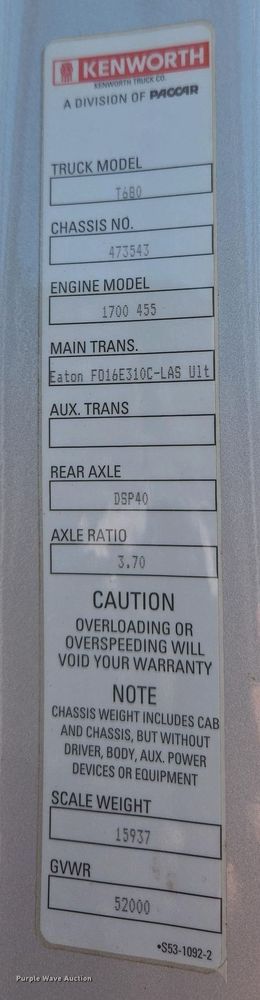 KENWORTH
KENWORTH TRUCK CO.
A DIVISION OF PACCAR
TRUCK MODEL
T680
CHASSIS NO.
473543
ENGINE MODEL
1700 455
MAIN TRANS.
Eaton FO16E310C-LAS Ult
AUX. TRANS
REAR AXLE
DSP40
AXLE RATIO
3.70
CAUTION
OVERLOADING OR
OVERSPEEDING WILL
VOID YOUR WARRANTY
NOTE
CHASSIS WEIGHT INCLUDES CAB
AND CHASSIS, BUT WITHOUT
DRIVER, BODY, AUX. POWER
DEVICES OR EQUIPMENT
SCALE WEIGHT
15937
GVWR
52000
•S53-1092-2
Purple Wave Auction